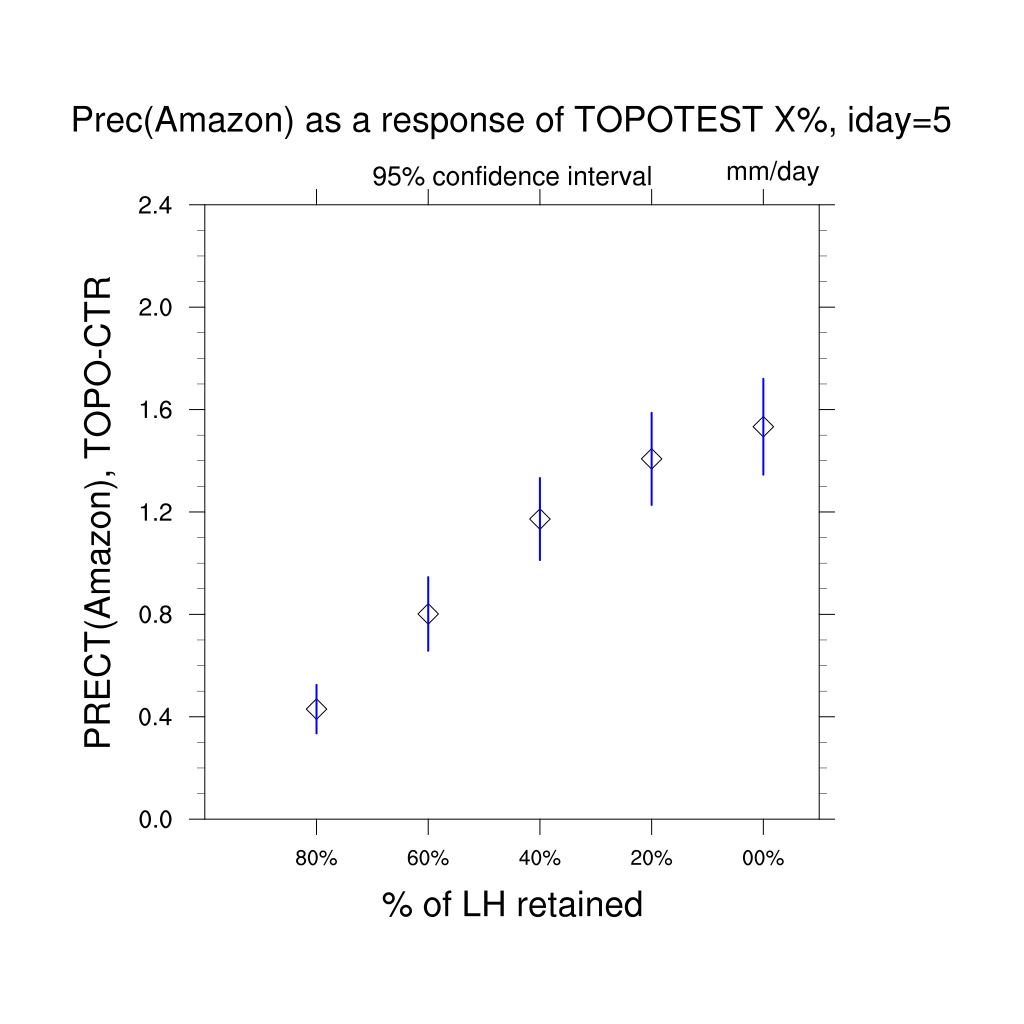 Prec(Amazon) as a response of TOPOTEST X%, iday=5
95% confidence interval
mm/day
PRECT(Amazon), TOPO-CTR
2.4
2.0
1.6
1.2
0.8
0.4
0.0
80% 60% 40% 20% 00%
% of LH retained